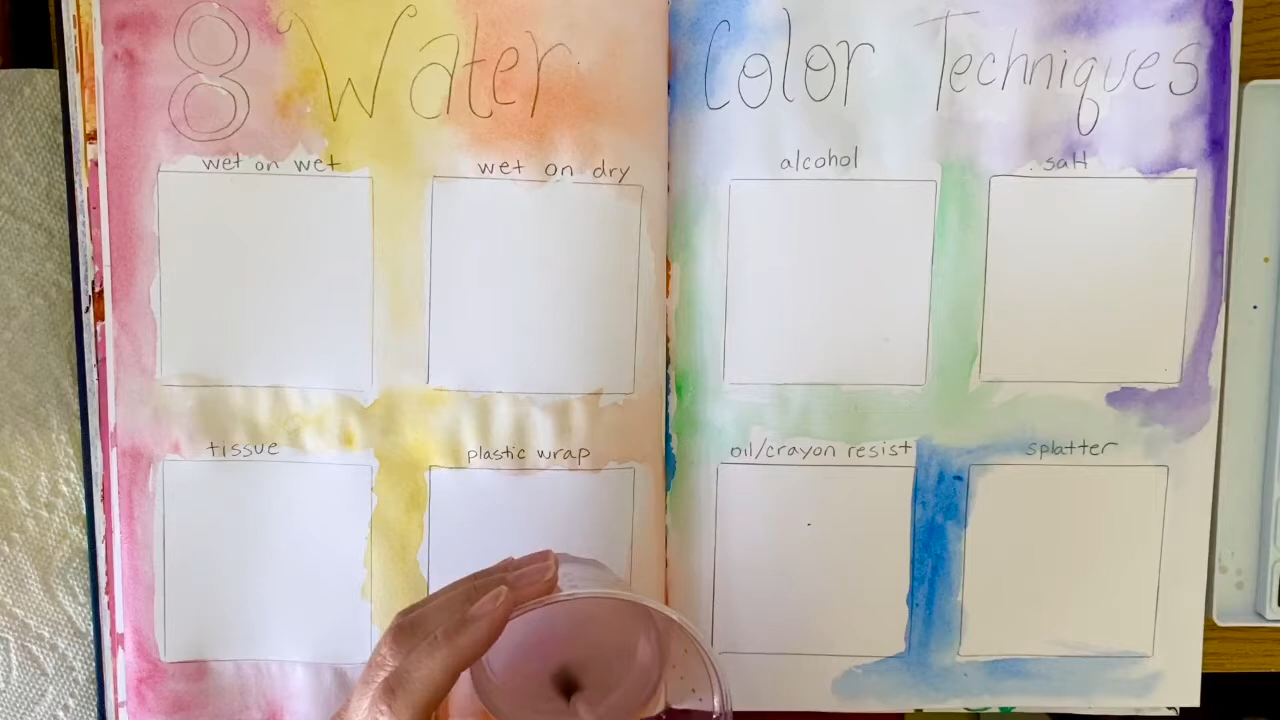 8 Water Color Techniques
wet on wet
wet on dry
alcohol
salt
tissue
plastic wrap
oil/crayon resist
splatter